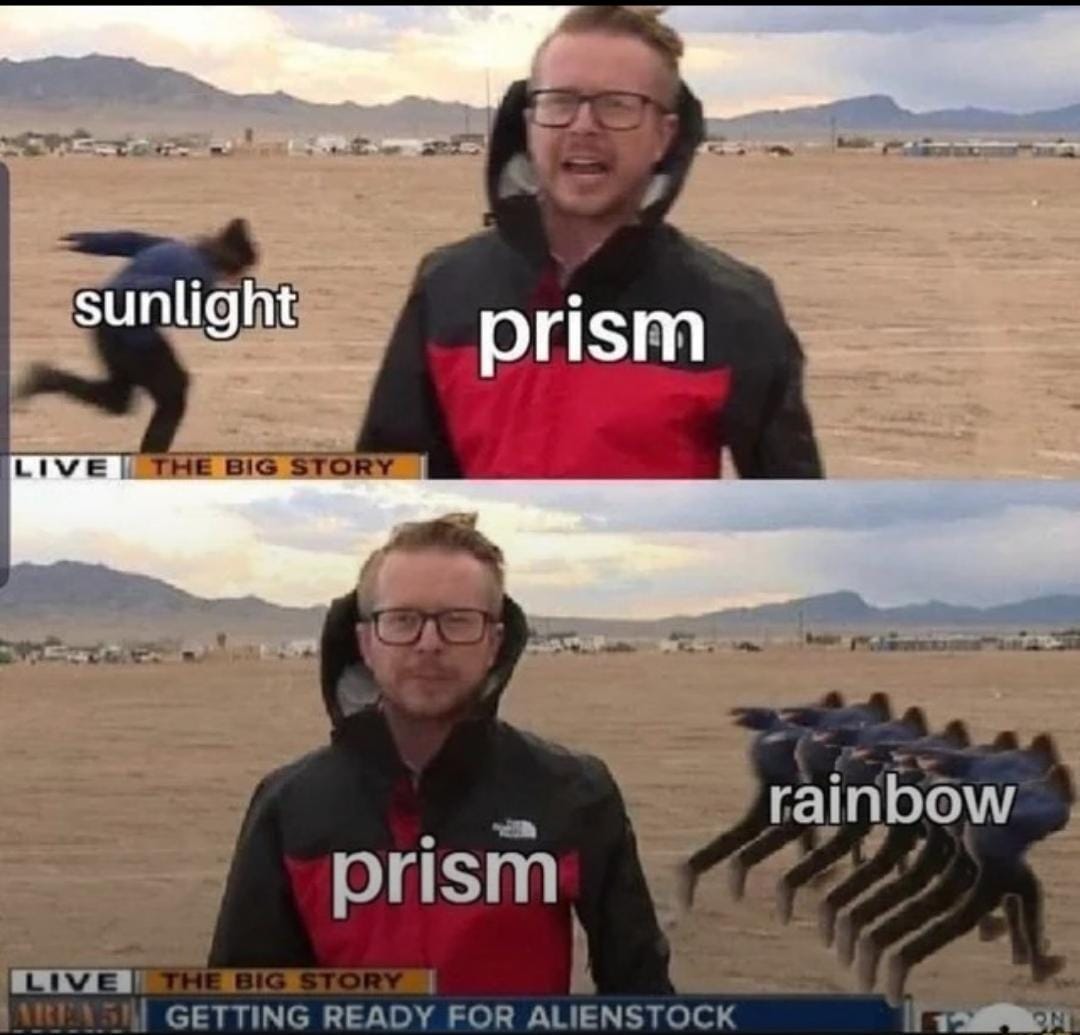 sunlight
prism
LIVE THE BIG STORY
rainbow
prism
LIVE THE BIG STORY
AREA 51 GETTING READY FOR ALIENSTOCK